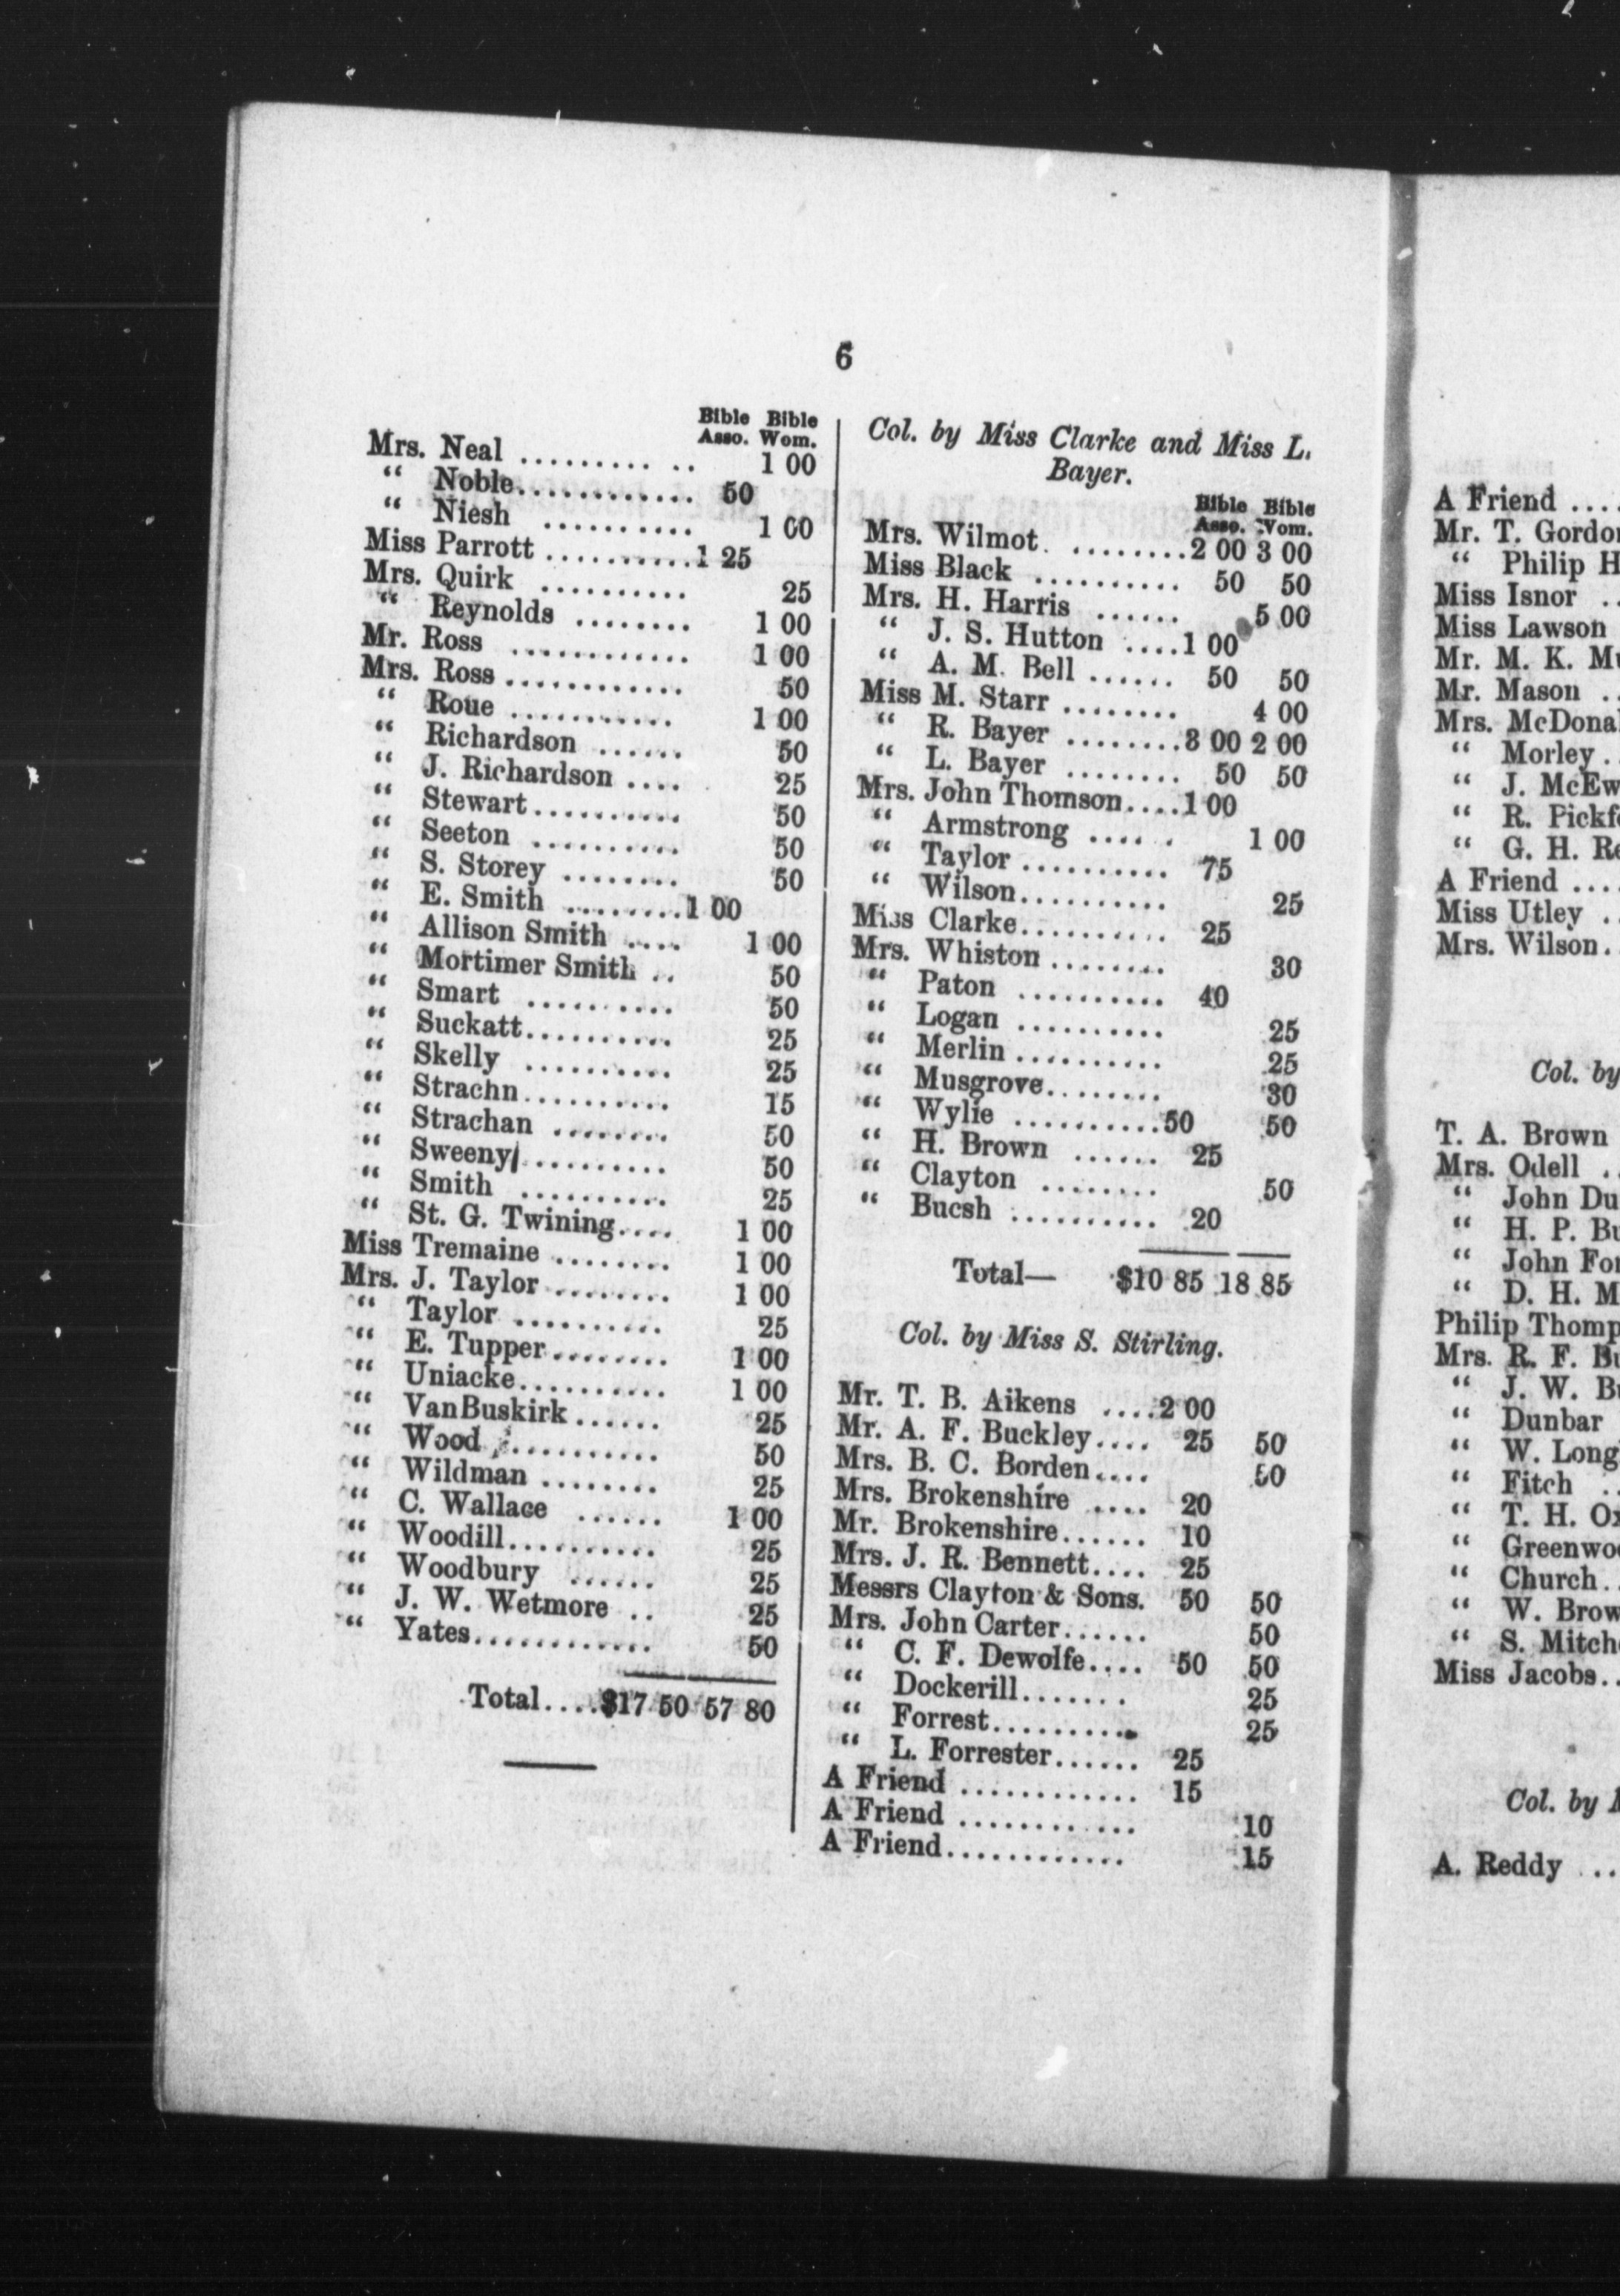 6
Bible Bible
Asso. Wom.
Mrs. Neal ......... .. 1 00
“ Noble............ 50
“ Niesh .......... 1 00
Miss Parrott ..........1 25
Mrs. Quirk .......... 25
“ Reynolds ........ 1 00
Mr. Ross ............ 1 00
Mrs. Ross ............ 50
“ Roue ........... 1 00
“ Richardson ...... 50
“ J. Richardson .... 25
“ Stewart.......... 50
“ Seeton .......... 50
“ S. Storey ........ 50
“ E. Smith ........1 00
“ Allison Smith .... 1 00
“ Mortimer Smith .. 50
“ Smart .......... 50
“ Suckatt.......... 25
“ Skelly .......... 25
“ Strachn.......... 15
“ Strachan ........ 50
“ Sweeny ......... 50
“ Smith .......... 25
“ St. G. Twining.... 1 00
Miss Tremaine ........ 1 00
Mrs. J. Taylor ........ 1 00
“ Taylor .......... 25
“ E. Tupper........ 1 00
“ Uniacke.......... 1 00
“ VanBuskirk...... 25
“ Wood .......... 50
“ Wildman ........ 25
“ C. Wallace ...... 1 00
“ Woodill.......... 25
“ Woodbury ...... 25
“ J. W. Wetmore .. 25
“ Yates............ 50
Total....$17 50 57 80
Col. by Miss Clarke and Miss L.
Bayer.
Bible Bible
Asso. Wom.
Mrs. Wilmot. ........2 00 3 00
Miss Black .......... 50 50
Mrs. H. Harris ...... 5 00
“ J. S. Hutton ....1 00
“ A. M. Bell ...... 50 50
Miss M. Starr ........ 4 00
“ R. Bayer ........3 00 2 00
“ L. Bayer ........ 50 50
Mrs. John Thomson....1 00
“ Armstrong ..... . 1 00
“ Taylor .......... 75
“ Wilson.......... 25
Miss Clarke.......... 25
Mrs. Whiston ........ 30
“ Paton .......... 40
“ Logan .......... 25
“ Merlin .......... 25
“ Musgrove........ 30
“ Wylie ..........50 50
“ H. Brown ...... 25
“ Clayton ........ 50
“ Bucsh .......... 20
Total— $10 85 18 85
Col. by Miss S. Stirling.
Mr. T. B. Aikens ....2 00
Mr. A. F. Buckley.... 25 50
Mrs. B. C. Borden.... 50
Mrs. Brokenshire .... 20
Mr. Brokenshire...... 10
Mrs. J. R. Bennett.... 25
Messrs Clayton & Sons. 50 50
Mrs. John Carter...... 50
“ C. F. Dewolfe.... 50 50
“ Dockerill....... 25
“ Forrest.......... 25
“ L. Forrester...... 25
A Friend ............ 15
A Friend ............ 10
A Friend............ 15
A Friend ....
Mr. T. Gordo
“ Philip H
Miss Isnor ..
Miss Lawson
Mr. M. K. M
Mr. Mason ..
Mrs. McDona
“ Morley..
“ J. McEw
“ R. Pickf
“ G. H. R
A Friend ....
Miss Utley ..
Mrs. Wilson..
Col. by
T. A. Brown
Mrs. Odell ..
“ John Du
“ H. P. Bu
“ John For
“ D. H. M
Philip Thomp
Mrs. R. F. Bu
“ J. W. B
“ Dunbar
“ W. Long
“ Fitch ..
“ T. H. Ox
“ Greenwoo
“ Church..
“ W. Brow
“ S. Mitch
Miss Jacobs..
Col. by
A. Reddy ..